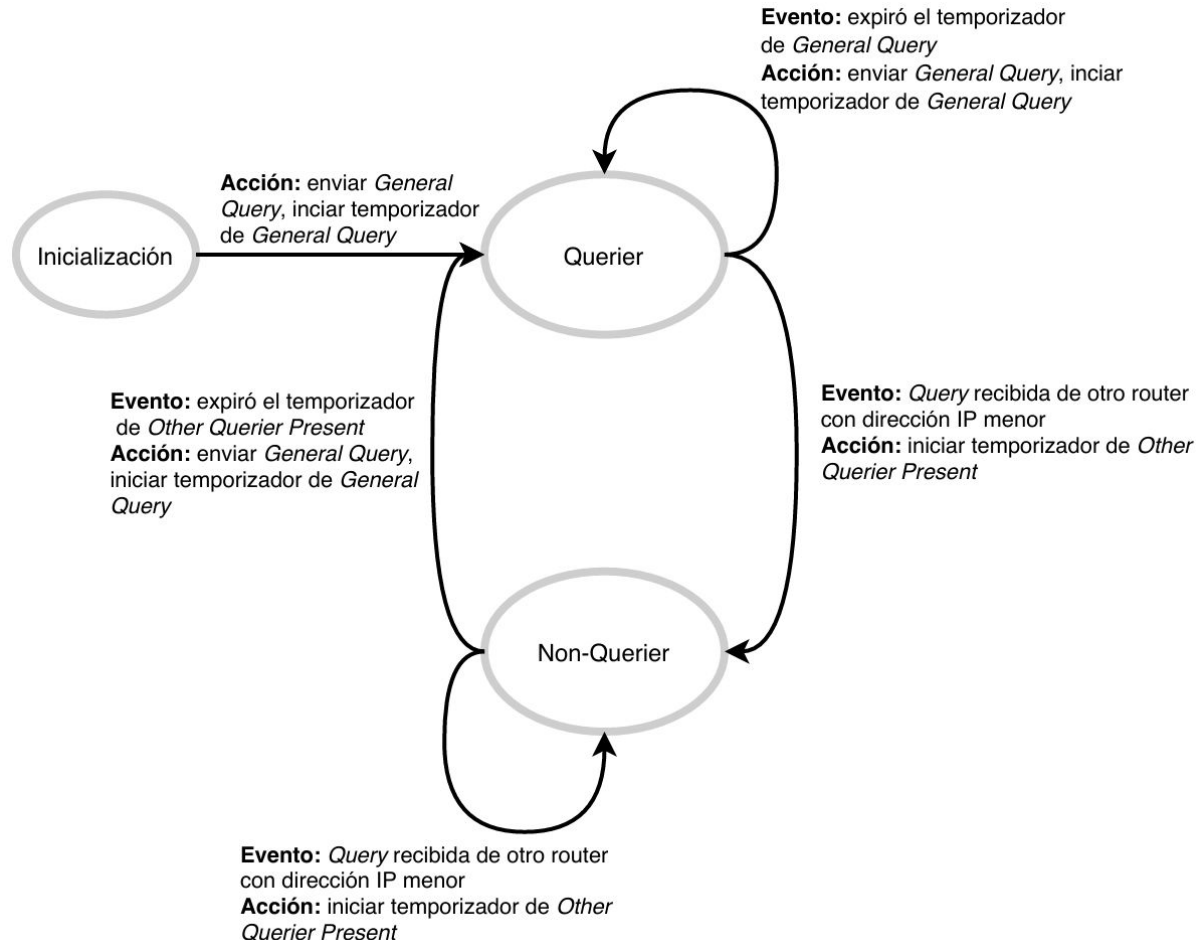 Evento: expiró el temporizador
de General Query
Acción: enviar General Query, inciar
temporizador de General Query
Acción: enviar General
Query, inciar temporizador
de General Query
Inicialización
Querier
Evento: expiró el temporizador
de Other Querier Present
Acción: enviar General Query,
iniciar temporizador de General
Query
Evento: Query recibida de otro router
con dirección IP menor
Acción: iniciar temporizador de Other
Querier Present
Non-Querier
Evento: Query recibida de otro router
con dirección IP menor
Acción: iniciar temporizador de Other
Querier Present